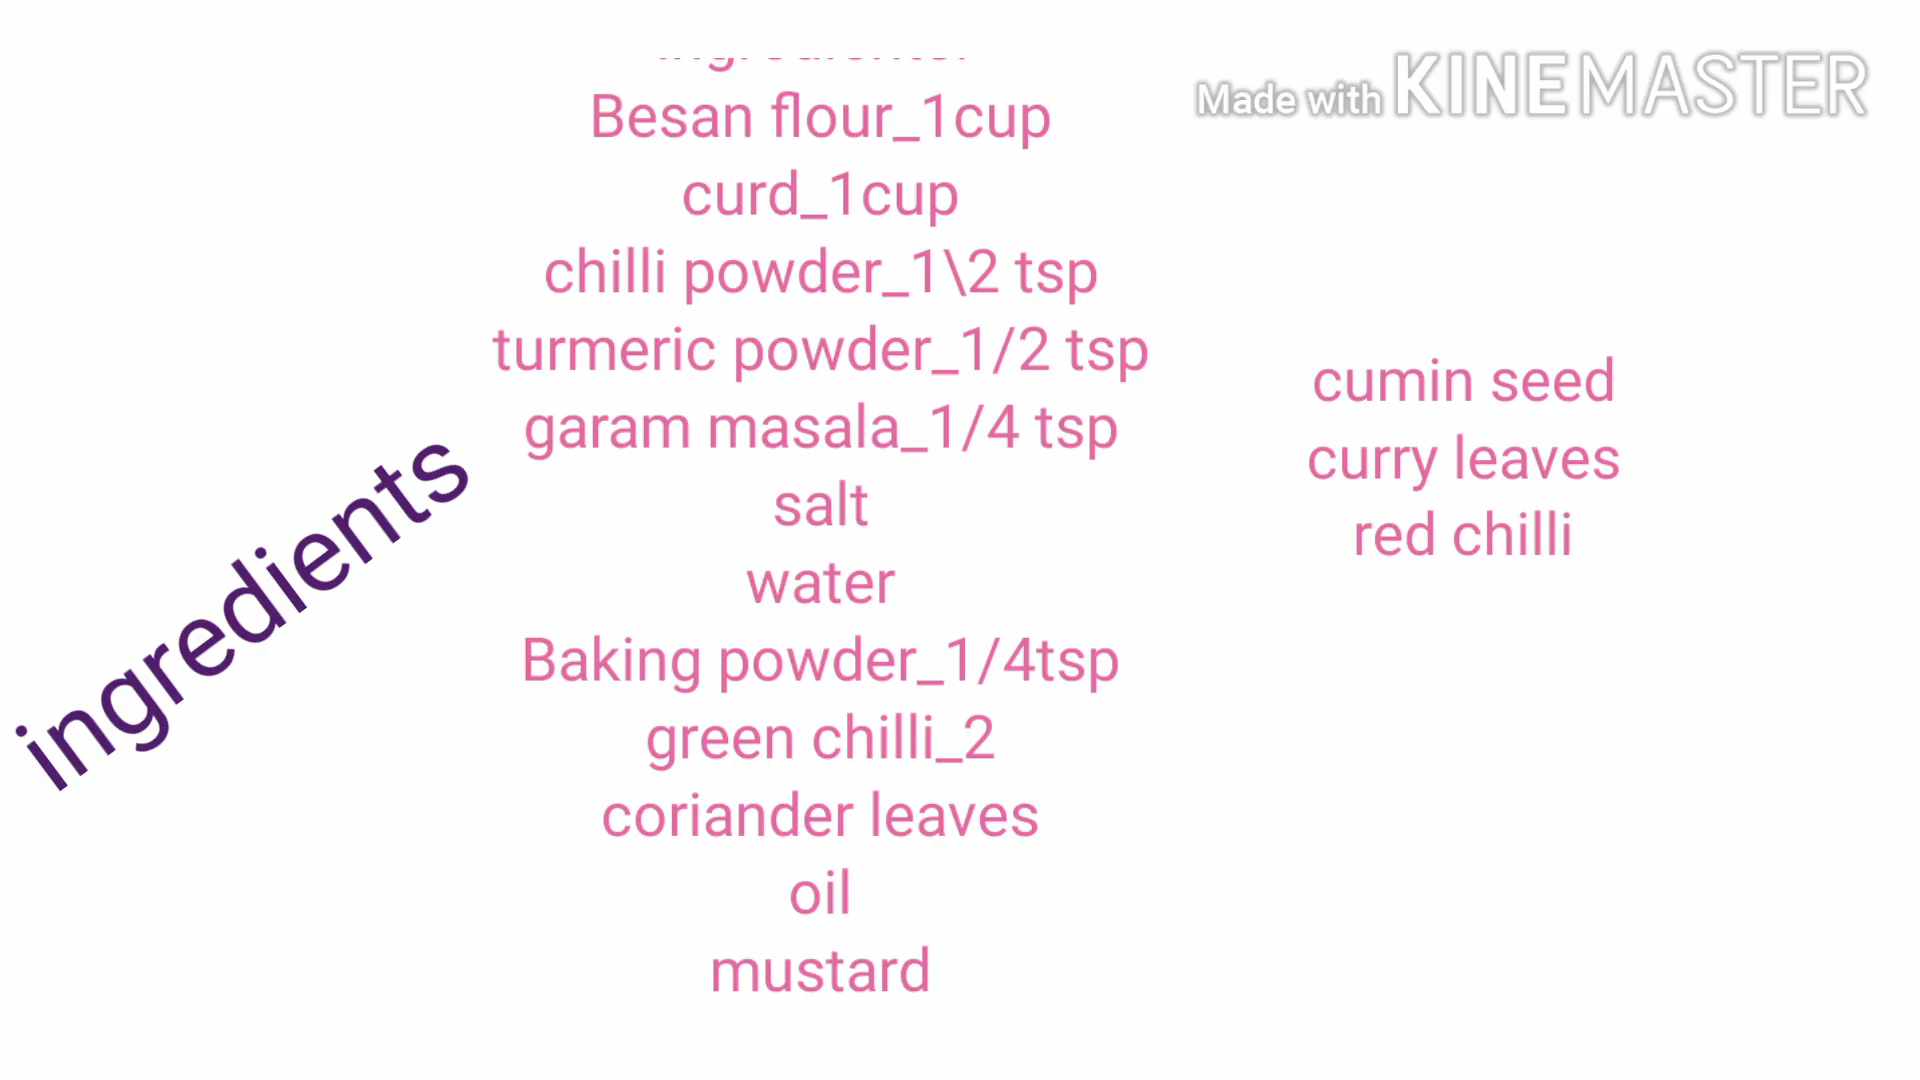 Made with KINEMASTER
Besan flour_1cup
curd_1cup
chilli powder_1\2 tsp
turmeric powder_1/2 tsp
garam masala_1/4 tsp
salt
water
Baking powder_1/4tsp
green chilli_2
coriander leaves
oil
mustard
cumin seed
curry leaves
red chilli
ingredients